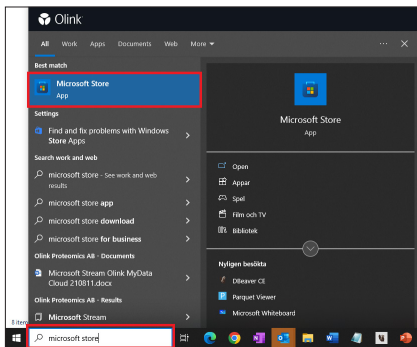 Olink
All Work Apps Documents Web More ▼ ... ✕
Best match
Microsoft Store
App
Settings
Find and fix problems with Windows
Store Apps
Search work and web
microsoft store - See work and web
results
microsoft store app
microsoft store download
microsoft store for business
Olink Proteomics AB - Documents
Microsoft Stream Olink MyData
Cloud 210811.docx
Olink Proteomics AB - Results
Microsoft Stream
Microsoft Store
App
Open
Appar
Spel
Film och TV
Bibliotek
Nyligen besökta
DBeaver CE
Parquet Viewer
Microsoft Whiteboard
8 item
microsoft store